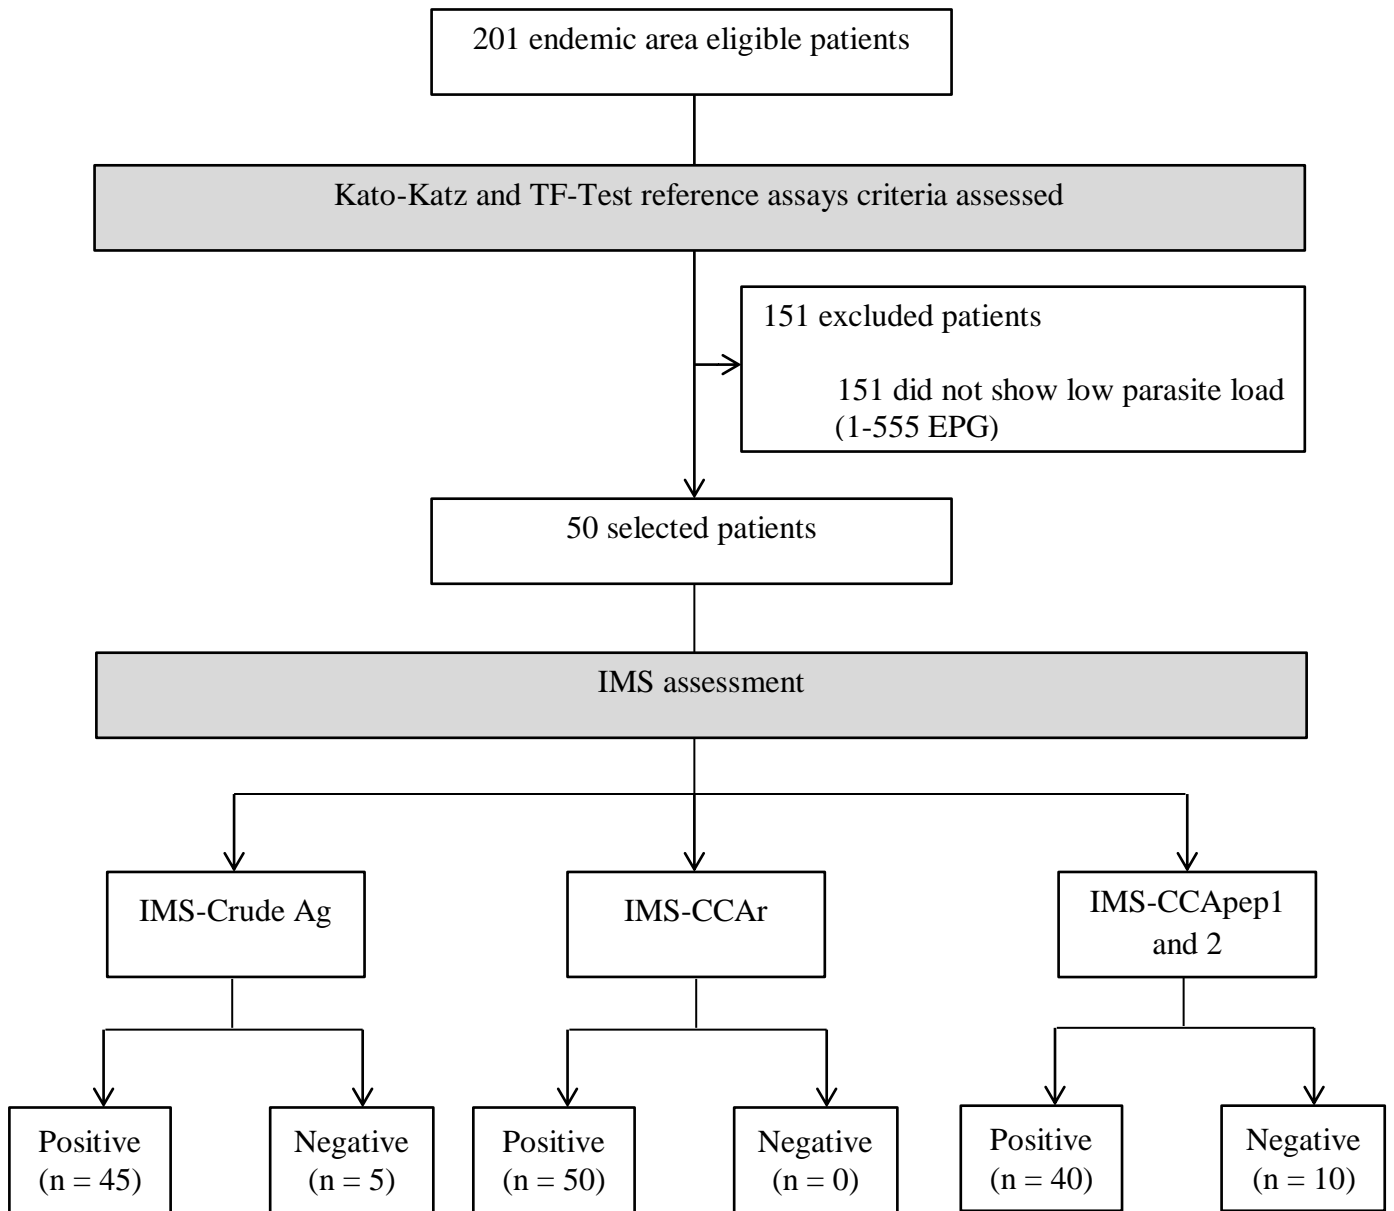 201 endemic area eligible patients
Kato-Katz and TF-Test reference assays criteria assessed
151 excluded patients
151 did not show low parasite load
(1-555 EPG)
50 selected patients
IMS assessment
IMS-Crude Ag
IMS-CCAr
IMS-CCApep1
and 2
Positive
(n = 45)
Negative
(n = 5)
Positive
(n = 50)
Negative
(n = 0)
Positive
(n = 40)
Negative
(n = 10)